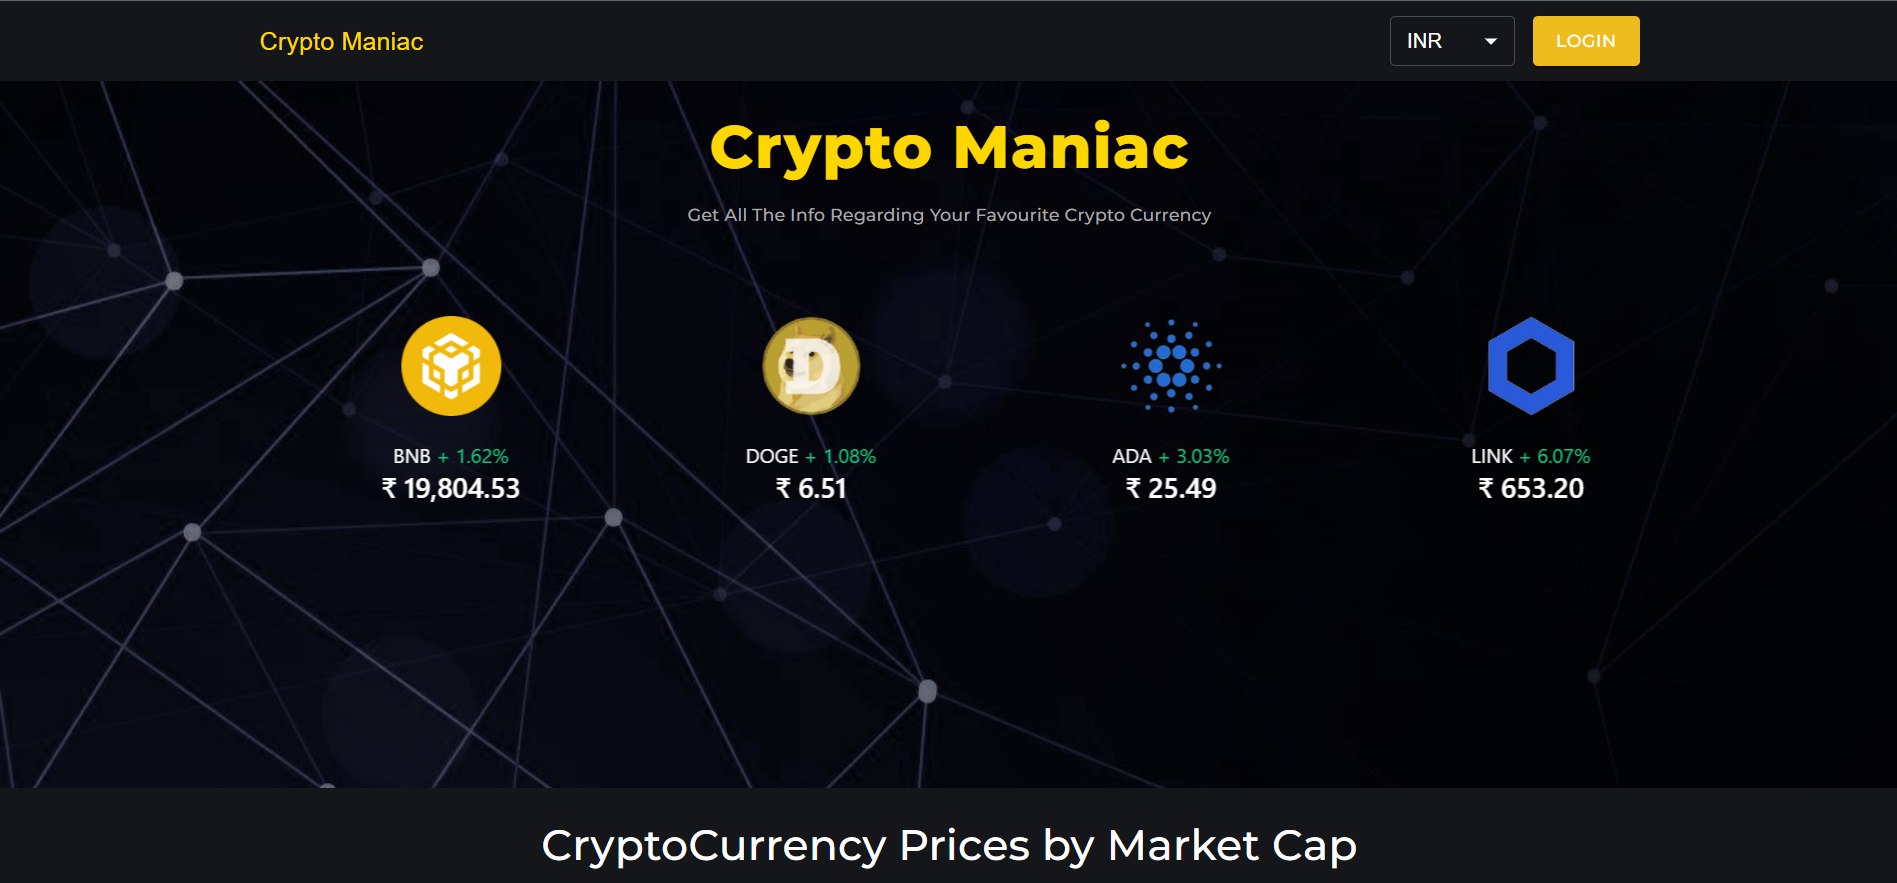 Crypto Maniac
INR
LOGIN
Crypto Maniac
Get All The Info Regarding Your Favourite Crypto Currency
D
BNB + 1.62%
₹ 19,804.53
DOGE + 1.08%
₹ 6.51
ADA + 3.03%
₹ 25.49
LINK + 6.07%
₹ 653.20
CryptoCurrency Prices by Market Cap